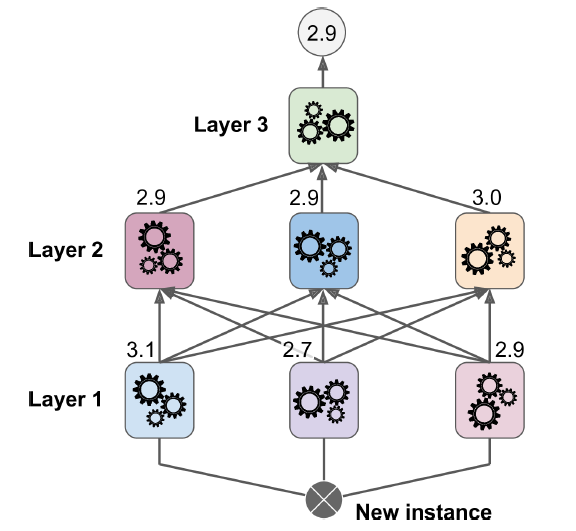 2.9
Layer 3
2.9 2.9 3.0
Layer 2
3.1 2.7 2.9
Layer 1
New instance